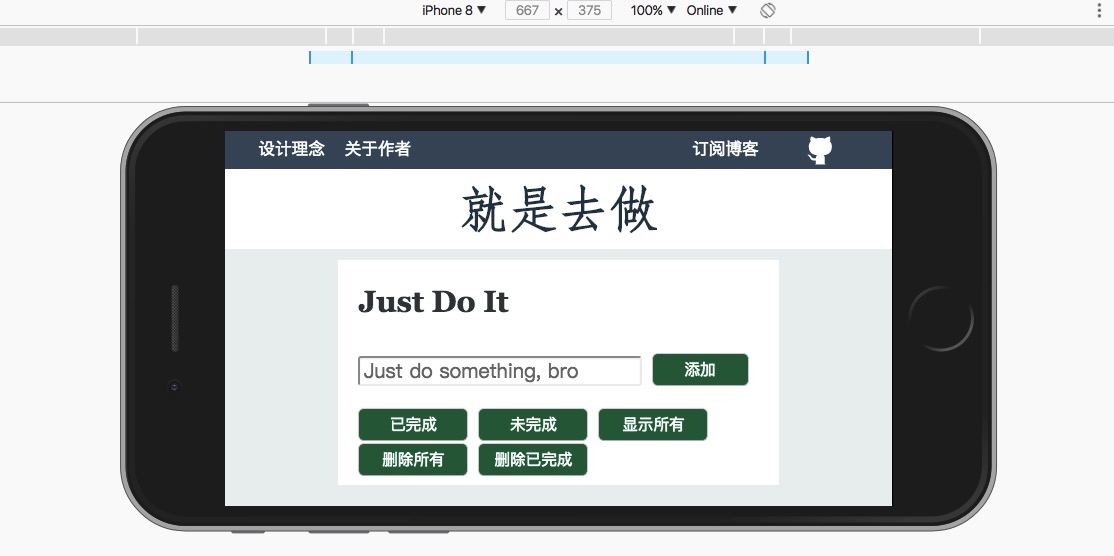 iPhone 8 ▼ 667 × 375 100% ▼ Online ▼
设计理念 关于作者 订阅博客
就是去做
Just Do It
Just do something, bro 添加
已完成 未完成 显示所有
删除所有 删除已完成